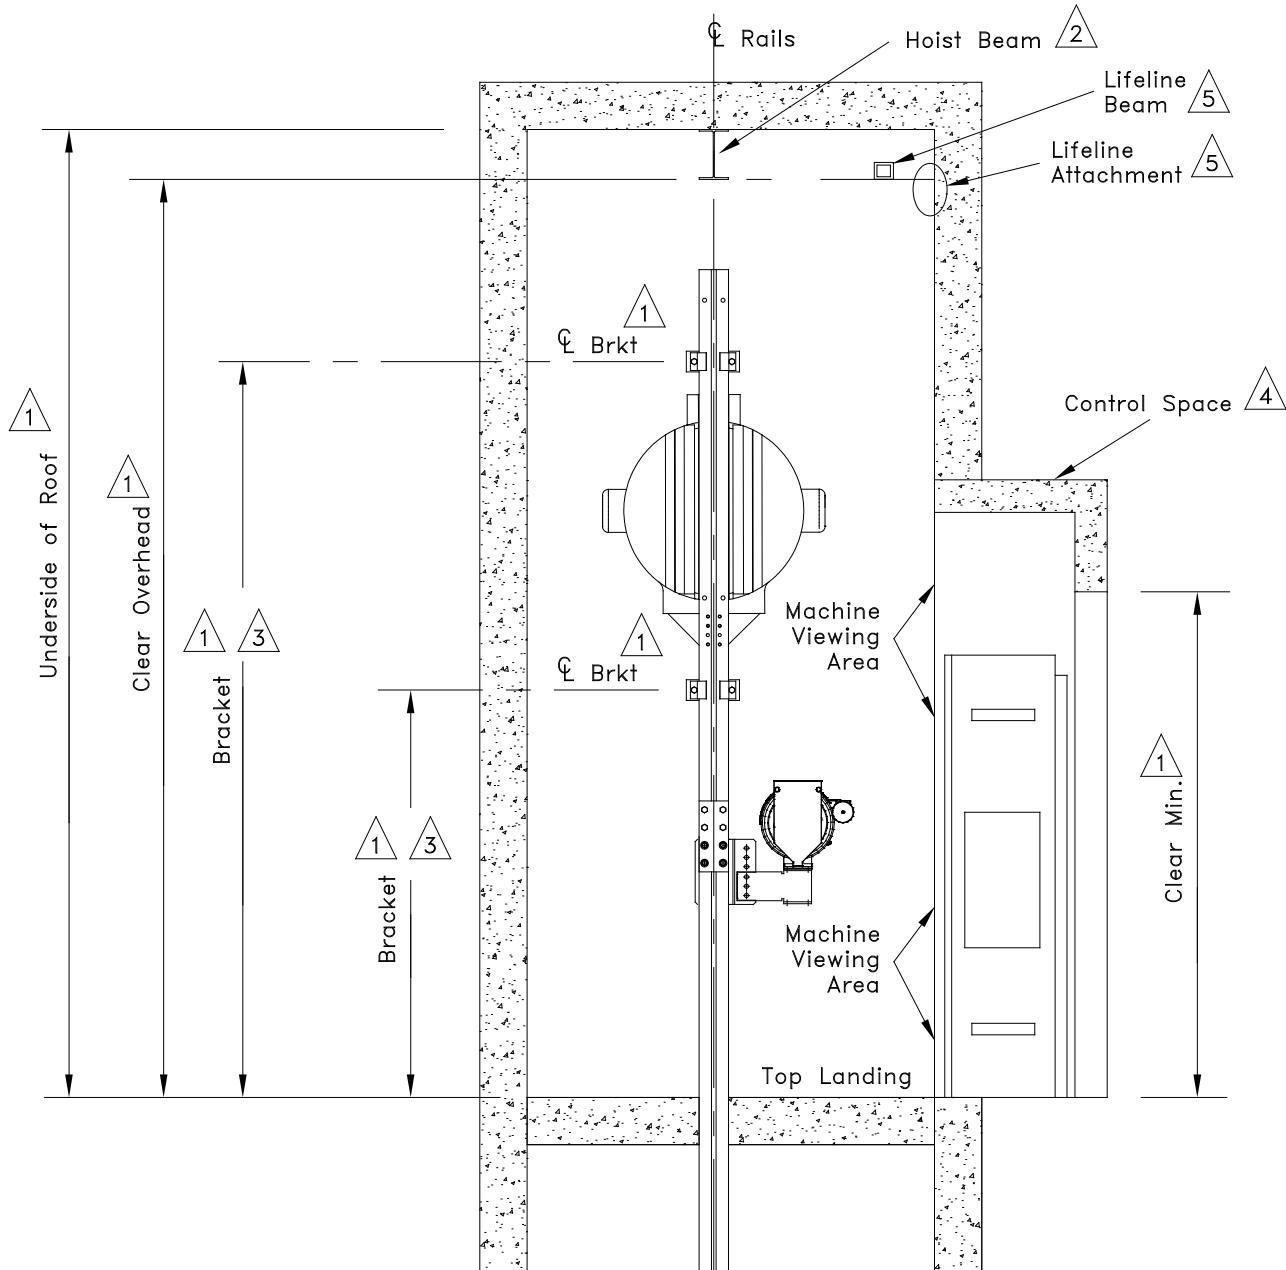 ℄ Rails
Hoist Beam 2
Lifeline
Beam 5
Lifeline
Attachment 5
1
℄ Brkt
1
Underside of Roof
1
Clear Overhead
Control Space 4
1 3
Bracket
1
℄ Brkt
Machine
Viewing
Area
1
Clear Min.
1 3
Bracket
Machine
Viewing
Area
Top Landing